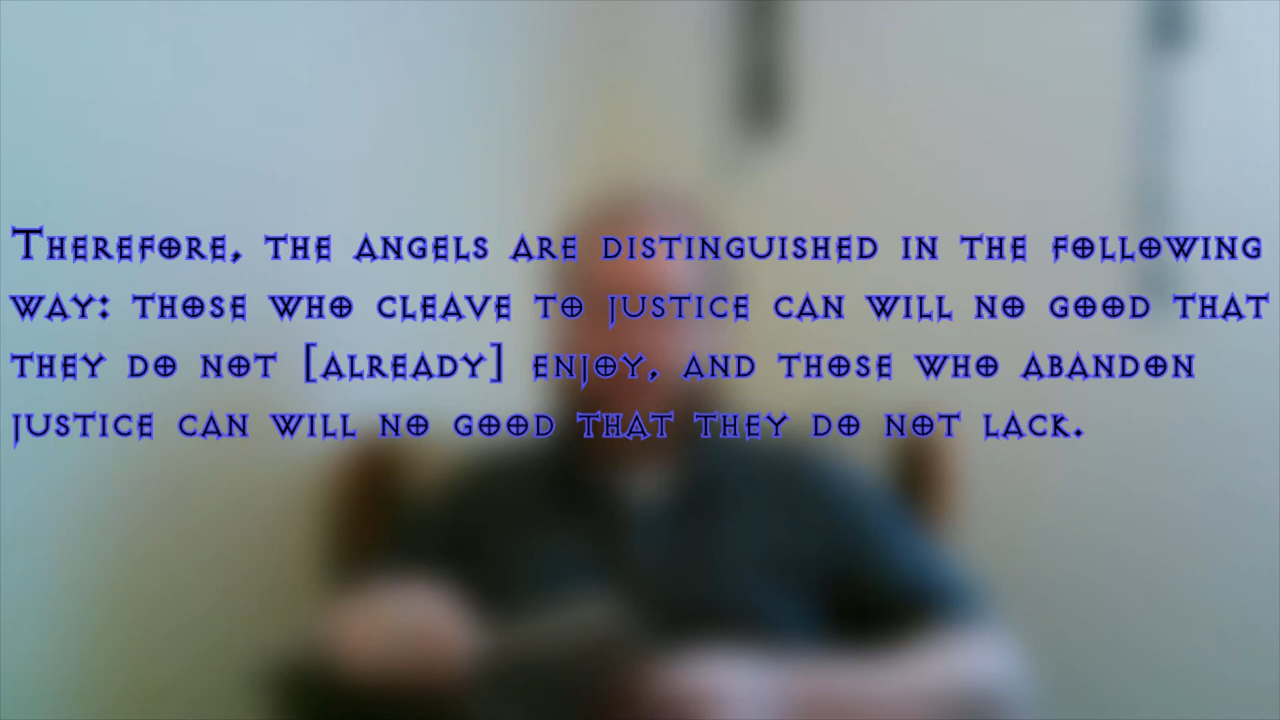 Therefore, the angels are distinguished in the following
way: those who cleave to justice can will no good that
they do not [already] enjoy, and those who abandon
justice can will no good that they do not lack.